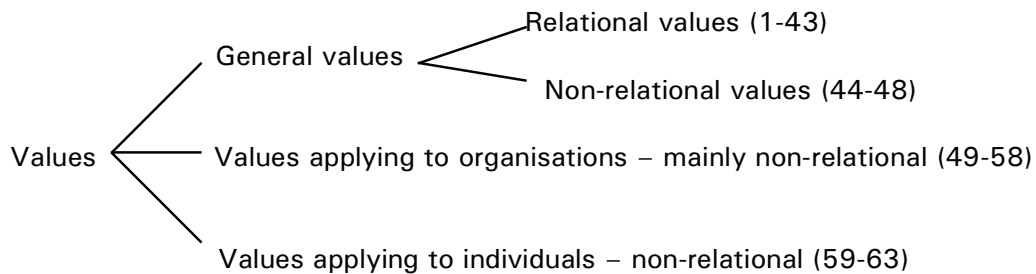 Relational values (1-43)
General values
Non-relational values (44-48)
Values
Values applying to organisations – mainly non-relational (49-58)
Values applying to individuals – non-relational (59-63)